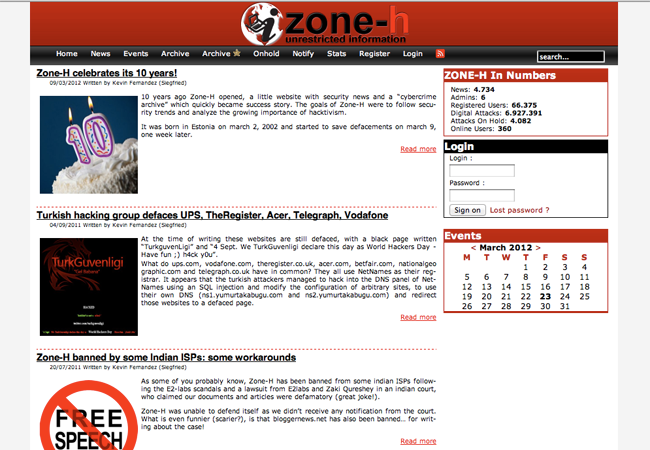 zone-h
unrestricted information
Home News Events Archive Archive Onhold Notify Stats Register Login
search...
Zone-H celebrates its 10 years!
09/03/2012 Written by Kevin Fernandez (Siegfried)
10 years ago Zone-H opened, a little website with security news and a "cybercrime
archive" which quickly became success story. The goals of Zone-H were to follow secu-
rity trends and analyze the growing importance of hacktivism.
It was born in Estonia on march 2, 2002 and started to save defacements on march 9,
one week later.
Read more
Turkish hacking group defaces UPS, TheRegister, Acer, Telegraph, Vodafone
04/09/2011 Written by Kevin Fernandez (Siegfried)
TurkGuvenligi
At the time of writing these websites are still defaced, with a black page written
"TurkguvenLigi" and "4 Sept. We TurkGuvenligi declare this day as World Hackers Day -
Have fun ;) h4ck y0u".
What do ups.com, vodafone.com, theregister.co.uk, acer.com, betfair.com, nationalgeo
graphic.com and telegraph.co.uk have in common? They all use NetNames as their reg-
istrar. It appears that the turkish attackers managed to hack into the DNS panel of Net-
Names using an SQL injection and modify the configuration of arbitrary sites, to use
their own DNS (ns1.yumurtakabugu.com and ns2.yumurtakabugu.com) and redirect
those websites to a defaced page.
Read more
Zone-H banned by some Indian ISPs: some workarounds
20/07/2011 Written by Kevin Fernandez (Siegfried)
FREE
SPEECH
As some of you probably know, Zone-H has been banned from some indian ISPs follow-
ing the E2-labs scandals and a lawsuit from E2labs and Zaki Qureshey in an indian court,
who claimed our documents and articles were defamatory (great joke!).
Zone-H was unable to defend itself as we didn't receive any notification from the court.
What is even funnier (scarier?), is that bloggernews.net has also been banned... for writ-
ing about the case!
Read more
ZONE-H In Numbers
News: 4.734
Admins: 6
Registered Users: 66.375
Digital Attacks: 6.927.391
Attacks On Hold: 4.082
Online Users: 360
Login
Login :
Password :
Sign on Lost password ?
Events
< March 2012 >
M T W T F S S
1 2 3 4
5 6 7 8 9 10 11
12 13 14 15 16 17 18
19 20 21 22 23 24 25
26 27 28 29 30 31